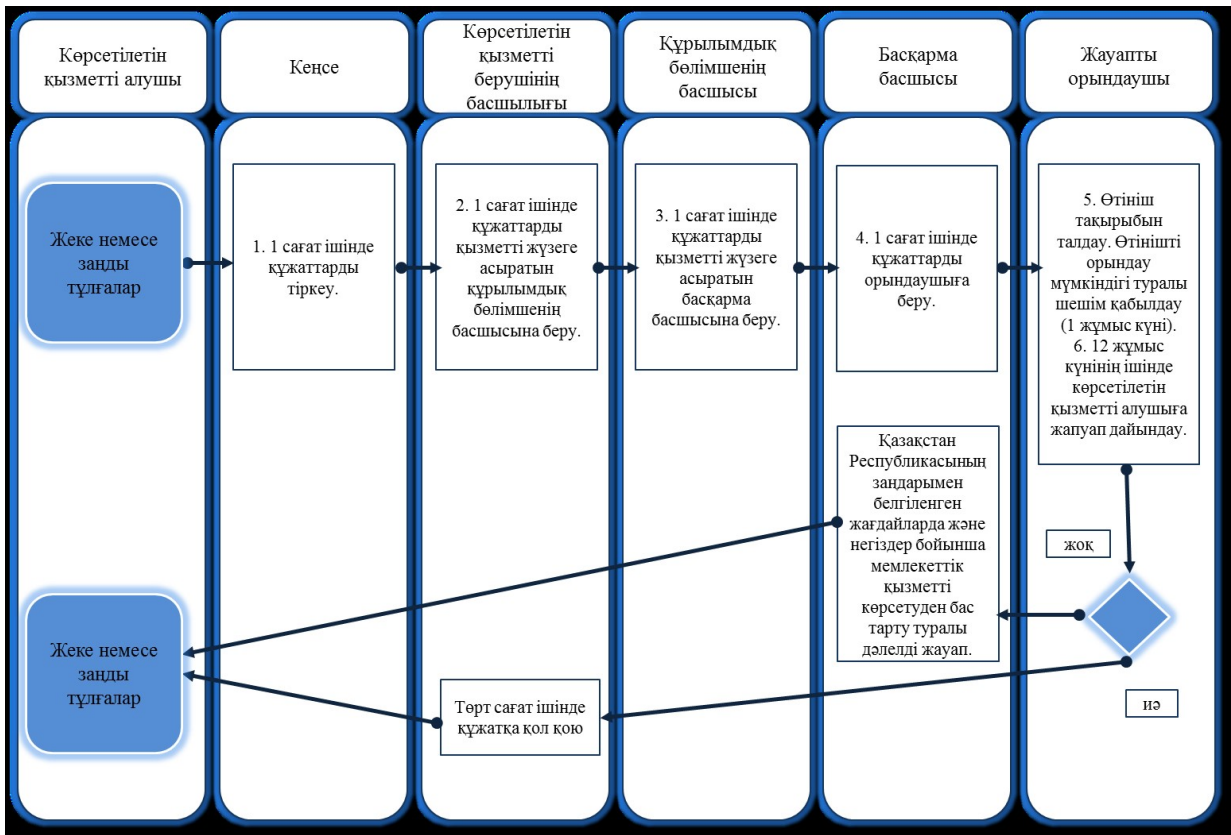 Көрсетілетін
қызметті алушы
Кеңсе
Көрсетілетін
қызметті
берушінің
басшылығы
Құрылымдық
бөлімшенің
басшысы
Басқарма
басшысы
Жауапты
орындаушы
Жеке немесе
заңды
тұлғалар
1. 1 сағат ішінде
құжаттарды
тіркеу.
2. 1 сағат ішінде
құжаттарды
қызметті жүзеге
асыратын
құрылымдық
бөлімшенің
басшысына беру.
3. 1 сағат ішінде
құжаттарды
қызметті жүзеге
асыратын
басқарма
басшысына беру.
4. 1 сағат ішінде
құжаттарды
орындаушыға
беру.
5. Өтініш
тақырыбын
талдау. Өтінішті
орындау
мүмкіндігі туралы
шешім қабылдау
(1 жұмыс күні).
6. 12 жұмыс
күнінің ішінде
көрсетілетін
қызметті алушыға
жапуап дайындау.
Қазақстан
Республикасының
заңдарымен
белгіленген
жағдайларда және
негіздер бойынша
мемлекеттік
қызметті
көрсетуден бас
тарту туралы
дәлелді жауап.
жоқ
Жеке немесе
заңды
тұлғалар
Төрт сағат ішінде
құжатқа қол қою
иә